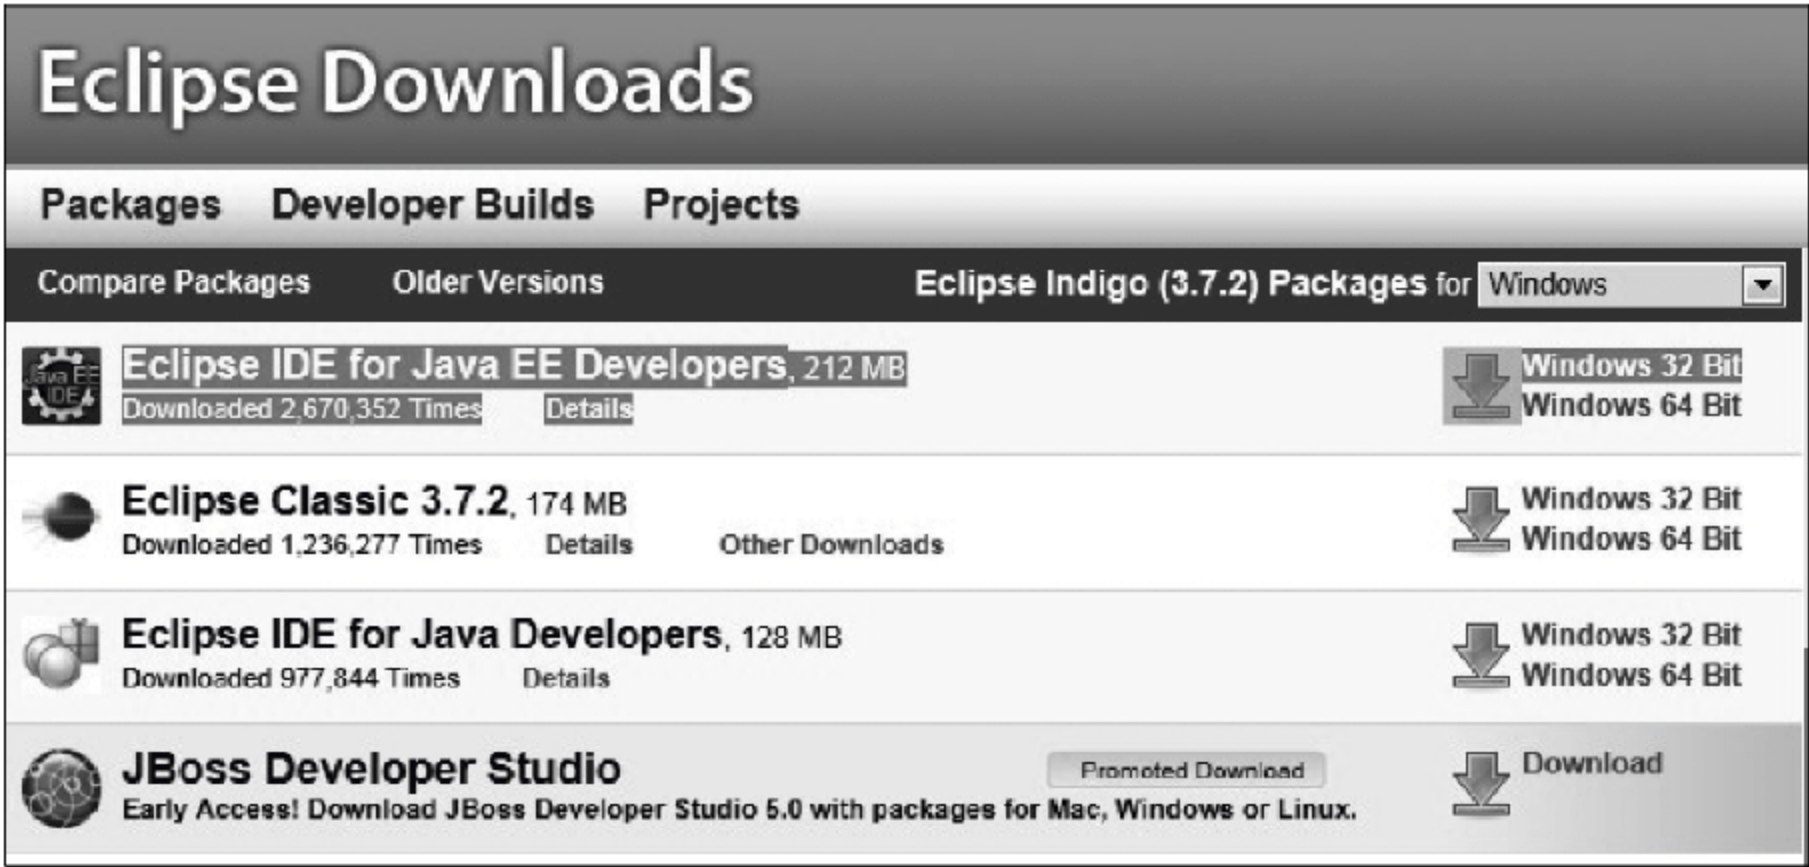 Eclipse Downloads
Packages Developer Builds Projects
Compare Packages Older Versions Eclipse Indigo (3.7.2) Packages for Windows
Java EE
IDE
Eclipse IDE for Java EE Developers, 212 MB
Downloaded 2,670,352 Times Details
Windows 32 Bit
Windows 64 Bit
Eclipse Classic 3.7.2, 174 MB
Downloaded 1,236,277 Times Details Other Downloads
Windows 32 Bit
Windows 64 Bit
Eclipse IDE for Java Developers, 128 MB
Downloaded 977,844 Times Details
Windows 32 Bit
Windows 64 Bit
JBoss Developer Studio Promoted Download Download
Early Access! Download JBoss Developer Studio 5.0 with packages for Mac, Windows or Linux.